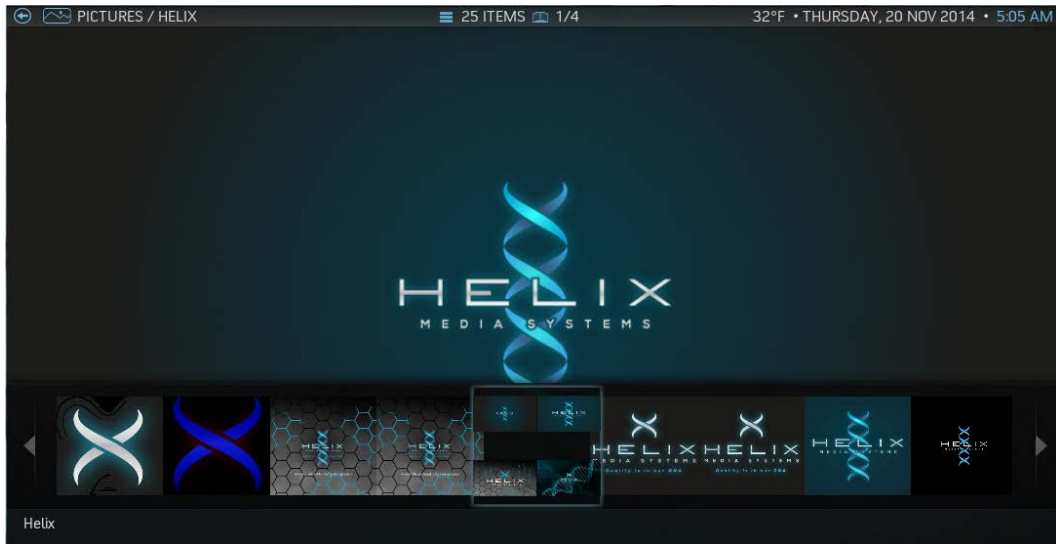 PICTURES / HELIX
25 ITEMS 1/4
32°F • THURSDAY, 20 NOV 2014 • 5:05 AM
HELIX
MEDIA SYSTEMS
HELIX
HELIX
HELIX
MEDIA SYSTEMS
Quality is in our DNA
HELIX
MEDIA SYSTEMS
Quality is in our DNA
HELIX
MEDIA SYSTEMS
HELIX
Helix